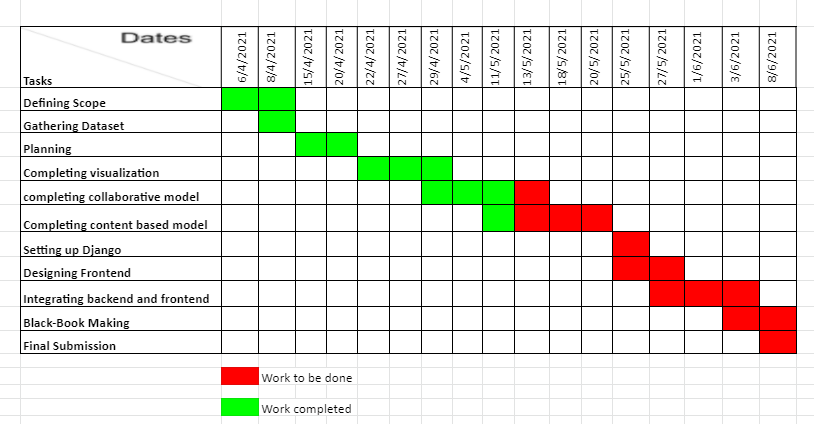 Dates
6/4/2021
8/4/2021
15/4/2021
20/4/2021
22/4/2021
27/4/2021
29/4/2021
4/5/2021
11/5/2021
13/5/2021
18/5/2021
20/5/2021
25/5/2021
27/5/2021
1/6/2021
3/6/2021
8/6/2021
Tasks
Defining Scope
Gathering Dataset
Planning
Completing visualization
completing collaborative model
Completing content based model
Setting up Django
Designing Frontend
Integrating backend and frontend
Black-Book Making
Final Submission
Work to be done
Work completed